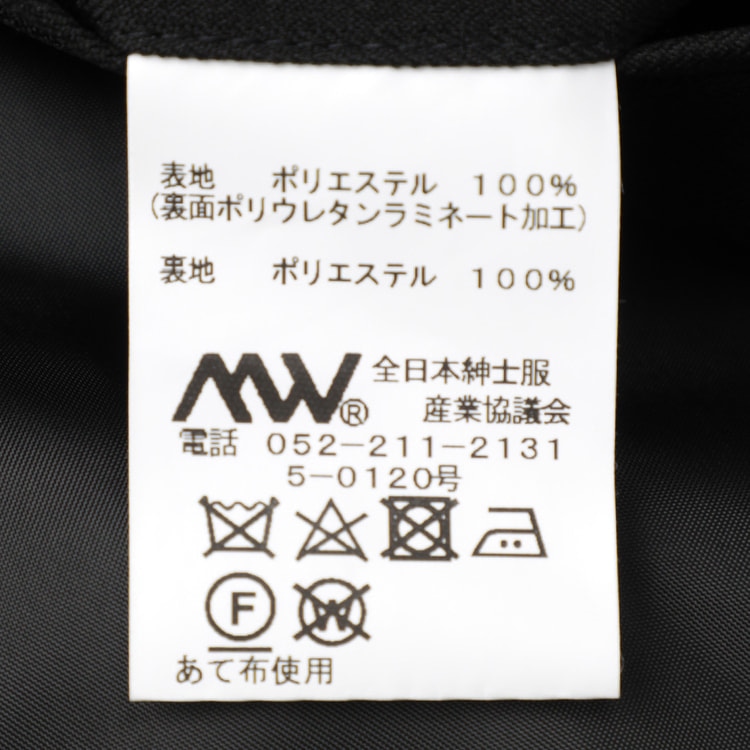 表地　ポリエステル　１００％
（裏面ポリウレタンラミネート加工）
裏地　ポリエステル　１００％
MW® 全日本紳士服
産業協議会
電話　052-211-2131
5-0120号
F W
あて布使用